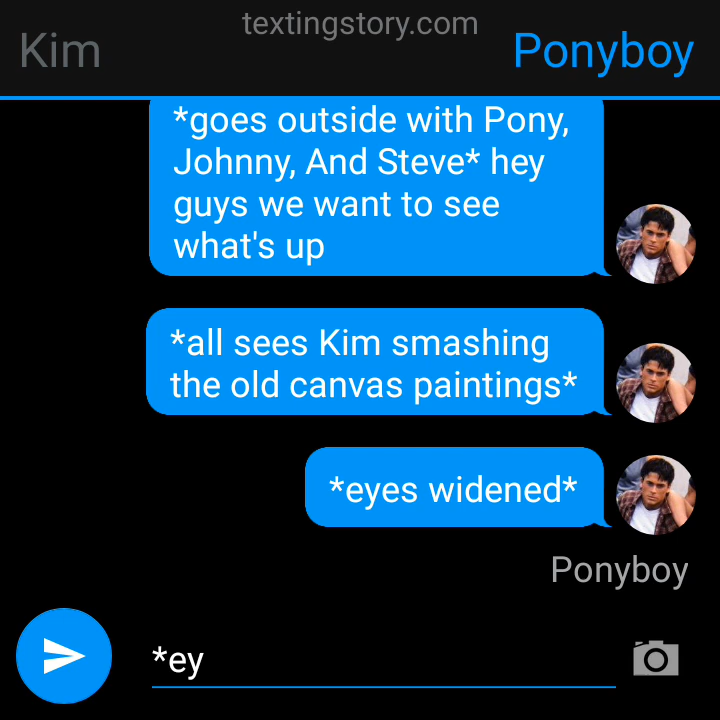 textingstory.com
Kim
Ponyboy
*goes outside with Pony,
Johnny, And Steve* hey
guys we want to see
what's up
*all sees Kim smashing
the old canvas paintings*
*eyes widened*
Ponyboy
*ey